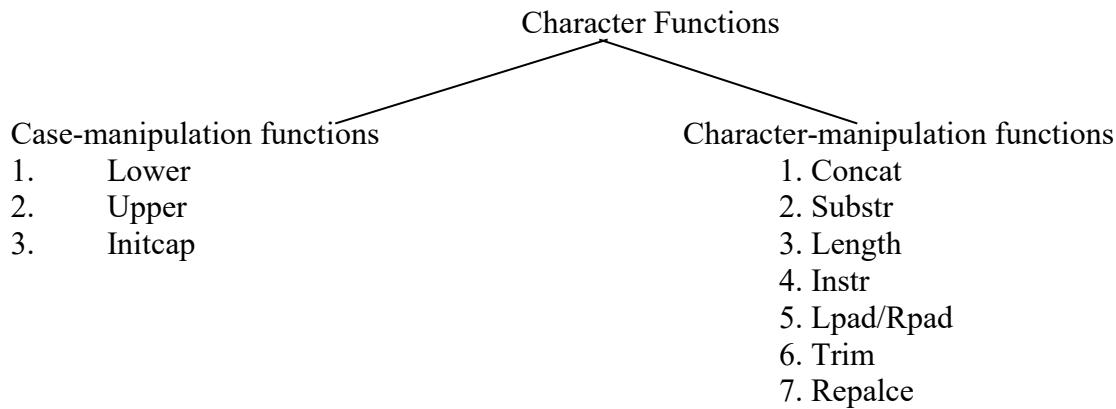 Character Functions
Case-manipulation functions
1. Lower
2. Upper
3. Initcap
Character-manipulation functions
1. Concat
2. Substr
3. Length
4. Instr
5. Lpad/Rpad
6. Trim
7. Repalce